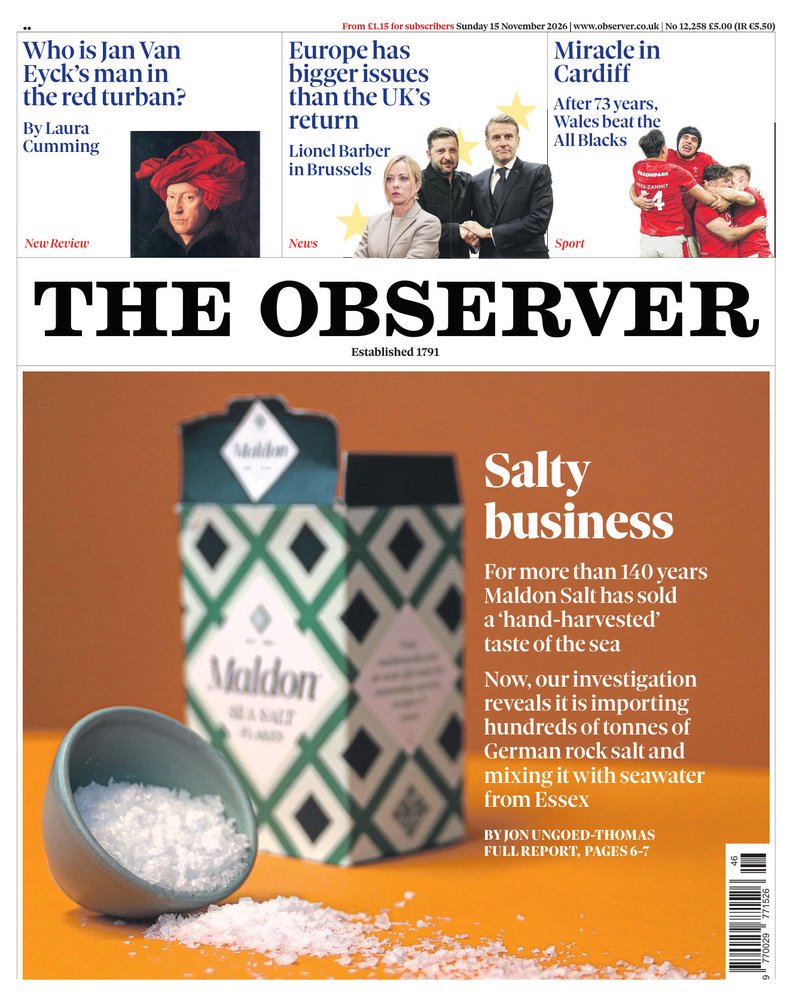 From £1.15 for subscribers Sunday 15 November 2026 | www.observer.co.uk | No 12,258 £5.00 (IR €5.50)
Who is Jan Van
Eyck's man in
the red turban?
By Laura
Cumming
New Review
Europe has
bigger issues
than the UK's
return
Lionel Barber
in Brussels
News
Miracle in
Cardiff
After 73 years,
Wales beat the
All Blacks
Sport
THE OBSERVER
Established 1791
Maldon
Maldon
SEA SALT
FLAKES
Salty
business
For more than 140 years
Maldon Salt has sold
a 'hand-harvested'
taste of the sea
Now, our investigation
reveals it is importing
hundreds of tonnes of
German rock salt and
mixing it with seawater
from Essex
BY JON UNGOED-THOMAS
FULL REPORT, PAGES 6-7
46
9 770029 771526